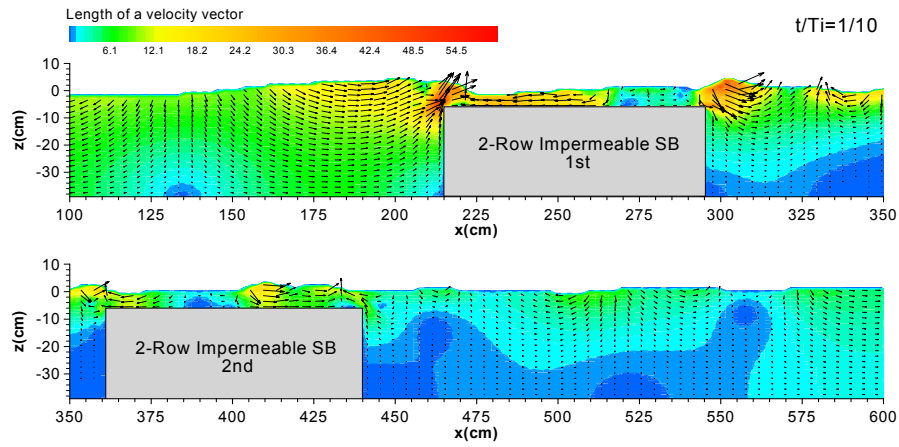 Length of a velocity vector
t/Ti=1/10
6.1 12.1 18.2 24.2 30.3 36.4 42.4 48.5 54.5
10
0
-10
-20
-30
z(cm)
2-Row Impermeable SB
1st
100 125 150 175 200 225 250 275 300 325 350
x(cm)
10
0
-10
-20
-30
z(cm)
2-Row Impermeable SB
2nd
350 375 400 425 450 475 500 525 550 575 600
x(cm)